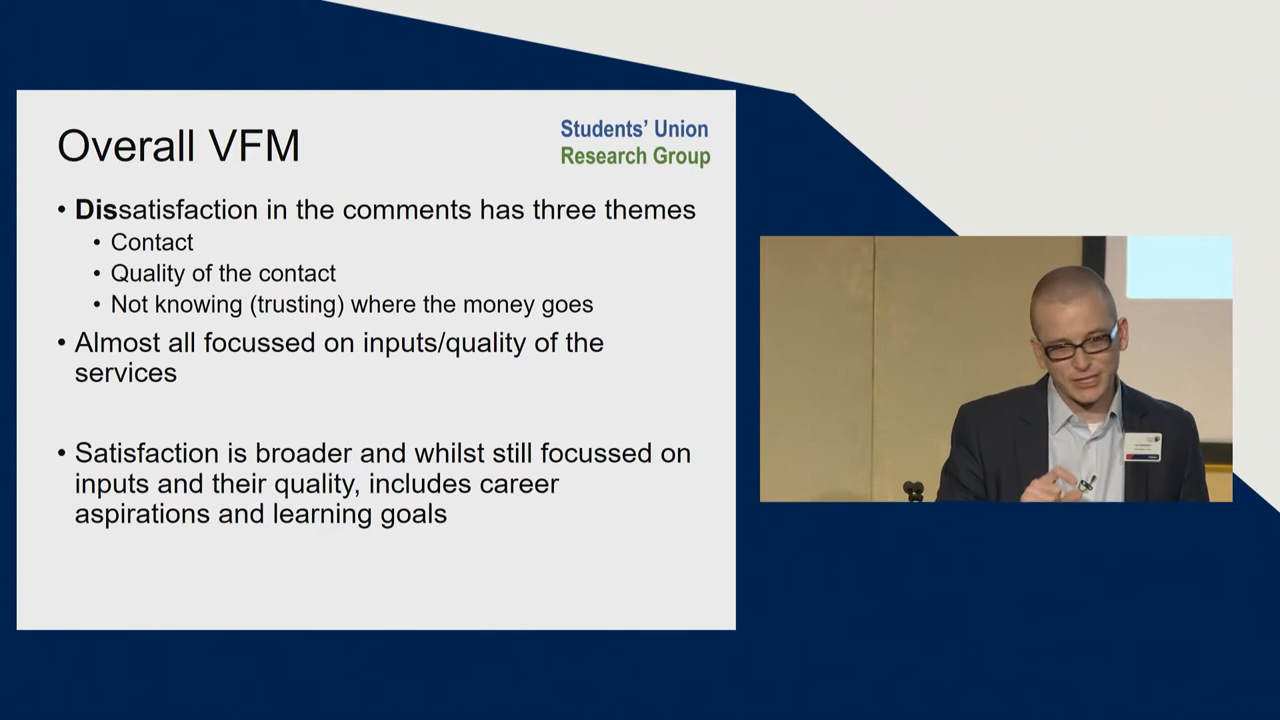 Overall VFM
Students' Union
Research Group
• Dissatisfaction in the comments has three themes
• Contact
• Quality of the contact
• Not knowing (trusting) where the money goes
• Almost all focussed on inputs/quality of the
services
• Satisfaction is broader and whilst still focussed on
inputs and their quality, includes career
aspirations and learning goals